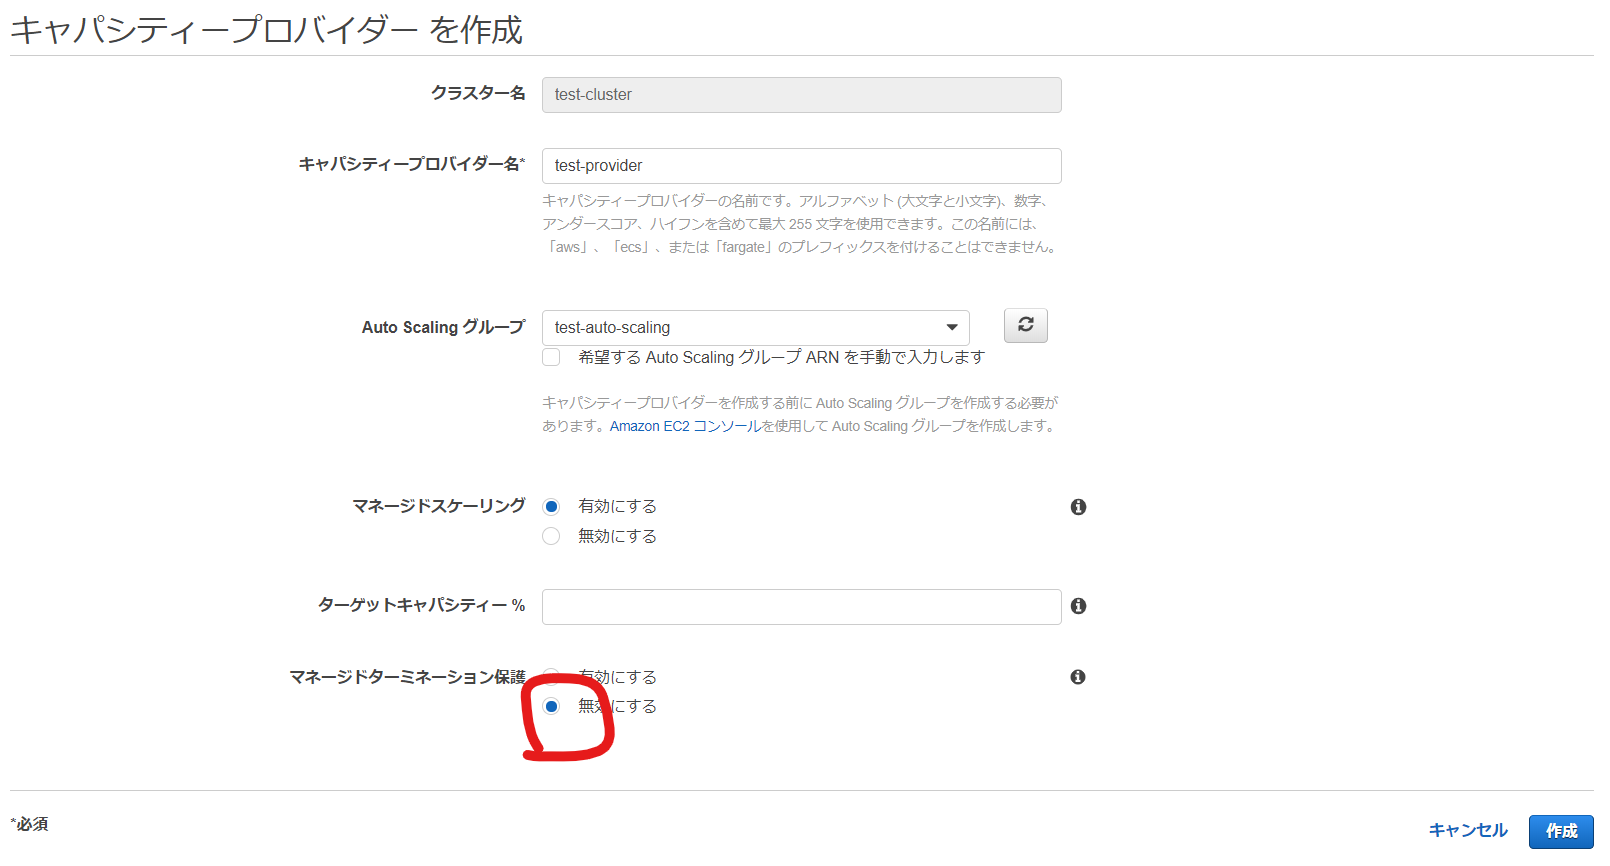 キャパシティープロバイダー を作成
クラスター名 test-cluster
キャパシティープロバイダー名* test-provider
キャパシティープロバイダーの名前です。アルファベット (大文字と小文字)、数字、
アンダースコア、ハイフンを含めて最大 255 文字を使用できます。この名前には、
「aws」、「ecs」、または「fargate」のプレフィックスを付けることはできません。
Auto Scaling グループ test-auto-scaling
希望する Auto Scaling グループ ARN を手動で入力します
キャパシティープロバイダーを作成する前に Auto Scaling グループを作成する必要が
あります。Amazon EC2 コンソールを使用して Auto Scaling グループを作成します。
マネージドスケーリング 有効にする
無効にする
ターゲットキャパシティー %
マネージドターミネーション保護 有効にする
無効にする
*必須
キャンセル 作成